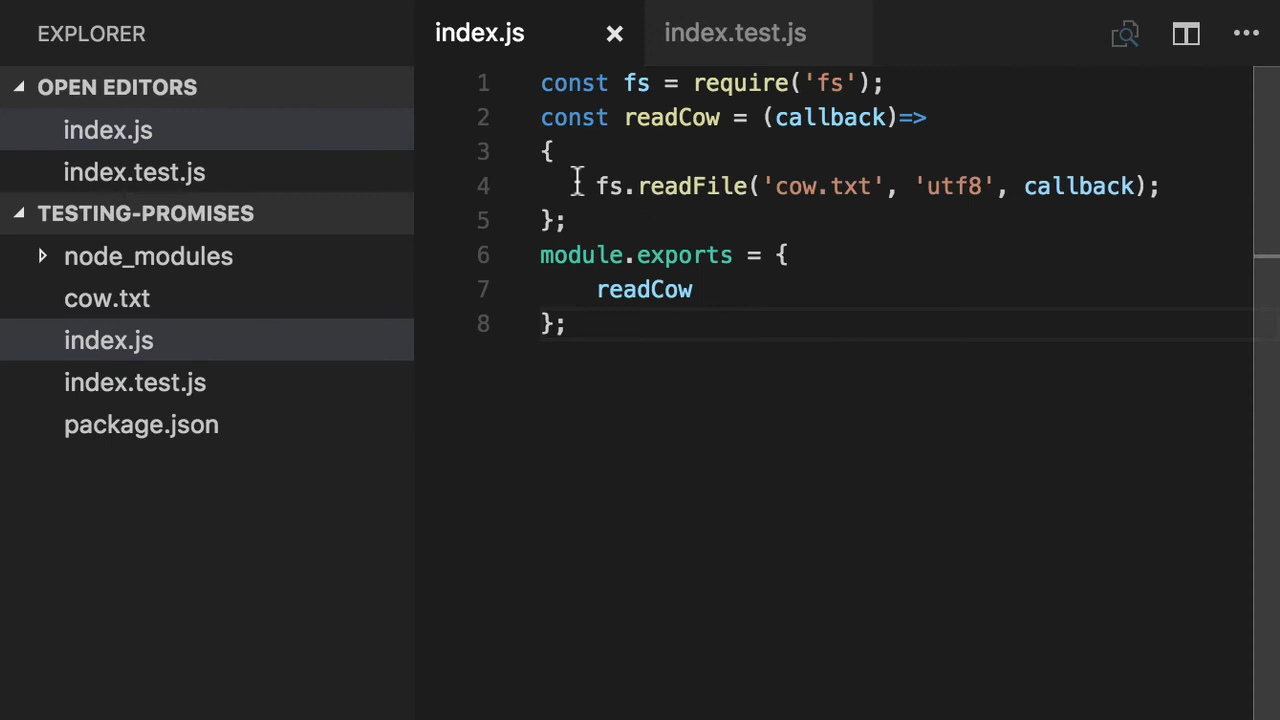 EXPLORER
OPEN EDITORS
index.js
index.test.js
TESTING-PROMISES
node_modules
cow.txt
index.js
index.test.js
package.json
index.js
index.test.js
1 const fs = require('fs');
2 const readCow = (callback)=>
3 {
4     fs.readFile('cow.txt', 'utf8', callback);
5 };
6 module.exports = {
7     readCow
8 };